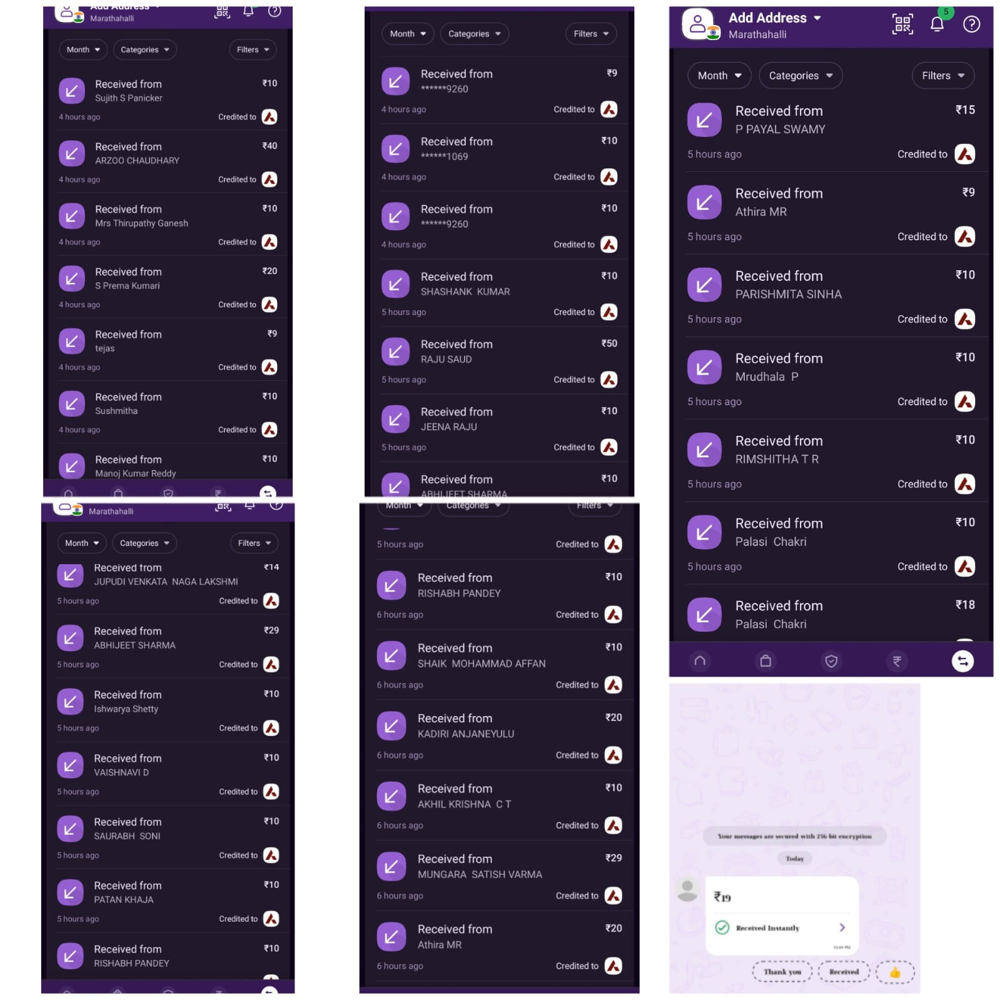 Add Address
Marathahalli
Month
Categories
Filters
Received from
₹10
Sujith S Panicker
4 hours ago
Credited to
Received from
₹40
ARZOO CHAUDHARY
4 hours ago
Credited to
Received from
₹10
Mrs Thirupathy Ganesh
4 hours ago
Credited to
Received from
₹20
S Prema Kumari
4 hours ago
Credited to
Received from
₹9
tejas
4 hours ago
Credited to
Received from
₹10
Sushmitha
4 hours ago
Credited to
Received from
₹10
Manoj Kumar Reddy
Month
Categories
Filters
Received from
₹9
******9260
4 hours ago
Credited to
Received from
₹10
******1069
4 hours ago
Credited to
Received from
₹10
******9260
4 hours ago
Credited to
Received from
₹10
SHASHANK KUMAR
5 hours ago
Credited to
Received from
₹50
RAJU SAUD
5 hours ago
Credited to
Received from
₹10
JEENA RAJU
5 hours ago
Credited to
Received from
₹10
ABHIJEET SHARMA
Add Address
5
Marathahalli
Month
Categories
Filters
Received from
₹15
P PAYAL SWAMY
5 hours ago
Credited to
Received from
₹9
Athira MR
5 hours ago
Credited to
Received from
₹10
PARISHMITA SINHA
5 hours ago
Credited to
Received from
₹10
Mrudhala P
5 hours ago
Credited to
Received from
₹10
RIMSHITHA T R
5 hours ago
Credited to
Received from
₹10
Palasi Chakri
5 hours ago
Credited to
Received from
₹18
Palasi Chakri
Marathahalli
Month
Categories
Filters
Received from
₹14
JUPUDI VENKATA NAGA LAKSHMI
5 hours ago
Credited to
Received from
₹29
ABHIJEET SHARMA
5 hours ago
Credited to
Received from
₹10
Ishwarya Shetty
5 hours ago
Credited to
Received from
₹10
VAISHNAVI D
5 hours ago
Credited to
Received from
₹10
SAURABH SONI
5 hours ago
Credited to
Received from
₹10
PATAN KHAJA
5 hours ago
Credited to
Received from
₹10
RISHABH PANDEY
Month
Categories
Filters
5 hours ago
Credited to
Received from
₹10
RISHABH PANDEY
6 hours ago
Credited to
Received from
₹10
SHAIK MOHAMMAD AFFAN
6 hours ago
Credited to
Received from
₹20
KADIRI ANJANEYULU
6 hours ago
Credited to
Received from
₹10
AKHIL KRISHNA C T
6 hours ago
Credited to
Received from
₹29
MUNGARA SATISH VARMA
6 hours ago
Credited to
Received from
₹20
Athira MR
6 hours ago
Credited to
Your messages are secured with 256-bit encryption
Today
₹19
Received Instantly
Thank you
Received
👍